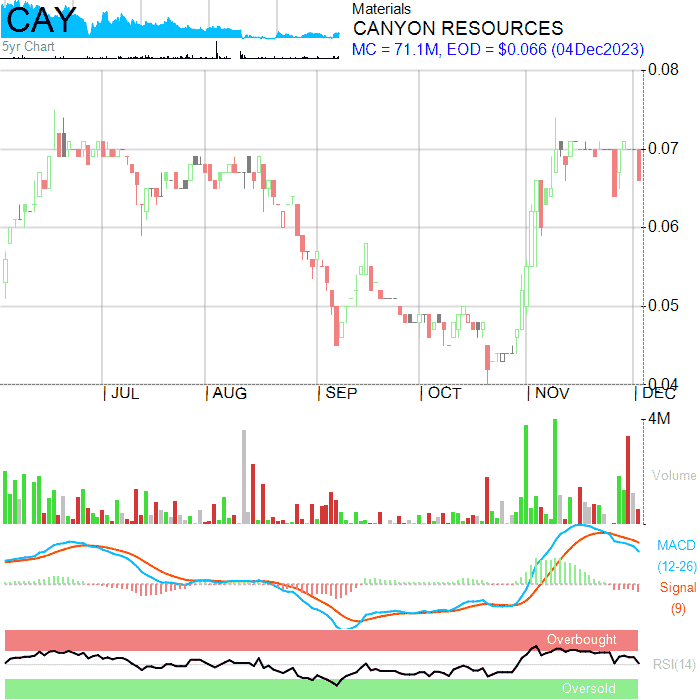 CAY
5yr Chart
Materials
CANYON RESOURCES
MC = 71.1M, EOD = $0.066 (04Dec2023)
0.08
0.07
0.06
0.05
0.04
JUL AUG SEP OCT NOV DEC
4M
Volume
MACD
(12-26)
Signal
(9)
Overbought
RSI(14)
Oversold